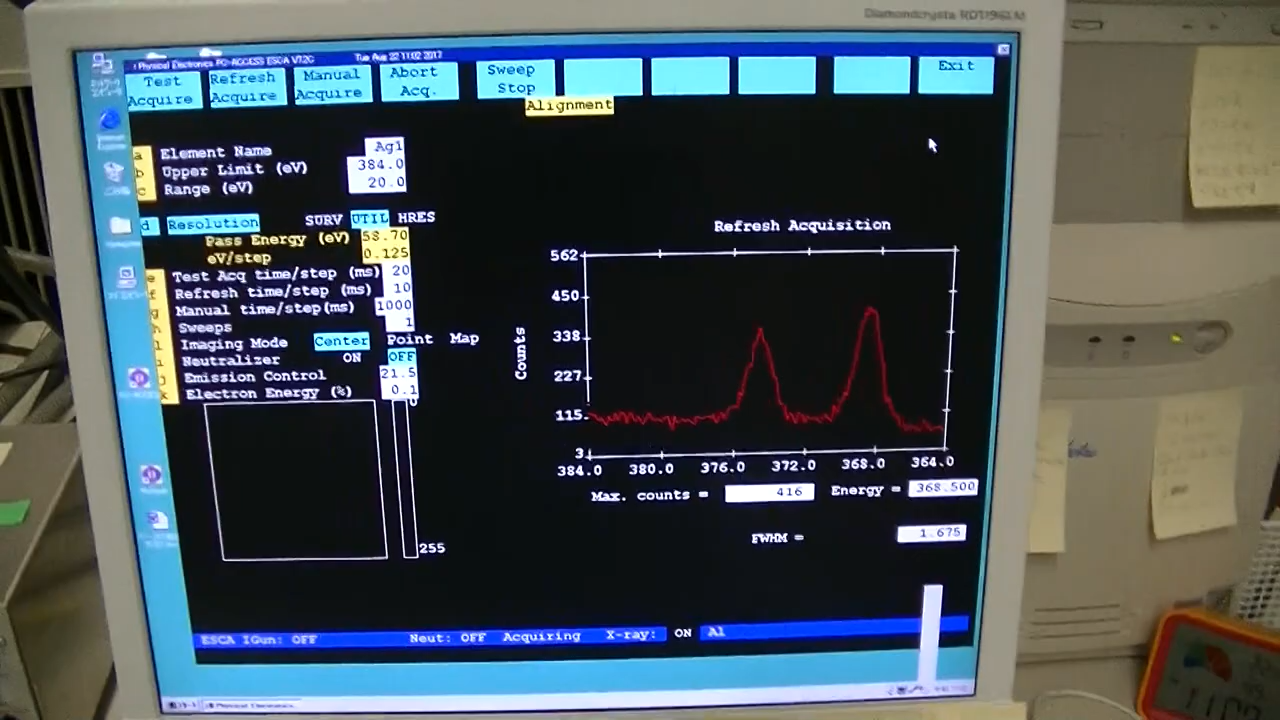 Diamondcrysta RDT196LM
Physical Electronics PC-ACCESS ESCA V7.2C Tue Aug 22 11:02 2017
Test Acquire
Refresh Acquire
Manual Acquire
Abort Acq.
Sweep Stop
Exit
Alignment
a Element Name Ag1
b Upper Limit (eV) 384.0
c Range (eV) 20.0
d Resolution SURV UTIL HRES
Pass Energy (eV) 58.70
eV/step 0.125
e Test Acq time/step (ms) 20
f Refresh time/step (ms) 10
g Manual time/step(ms) 1000
h Sweeps 1
i Imaging Mode Center Point Map
Neutralizer ON OFF
j Emission Control 21.5
k Electron Energy (%) 0.1
0
255
Refresh Acquisition
Counts
562
450
338
227
115
3
384.0 380.0 376.0 372.0 368.0 364.0
Max. counts = 416 Energy = 368.500
FWHM = 1.675
ESCA IGun: OFF Neut: OFF Acquiring X-ray: ON Al